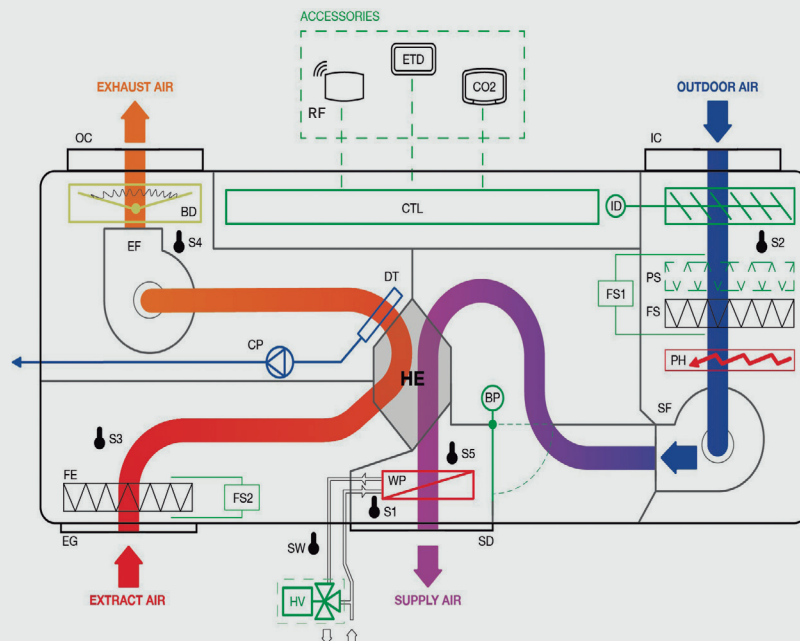 ACCESSORIES
ETD
EXHAUST AIR
CO2
OUTDOOR AIR
RF
OC
IC
CTL
ID
BD
EF
S4
S2
DT
PS
FS1
FS
CP
PH
HE
BP
SF
S3
S5
FE
WP
FS2
S1
EG
SW
SD
HV
EXTRACT AIR
SUPPLY AIR